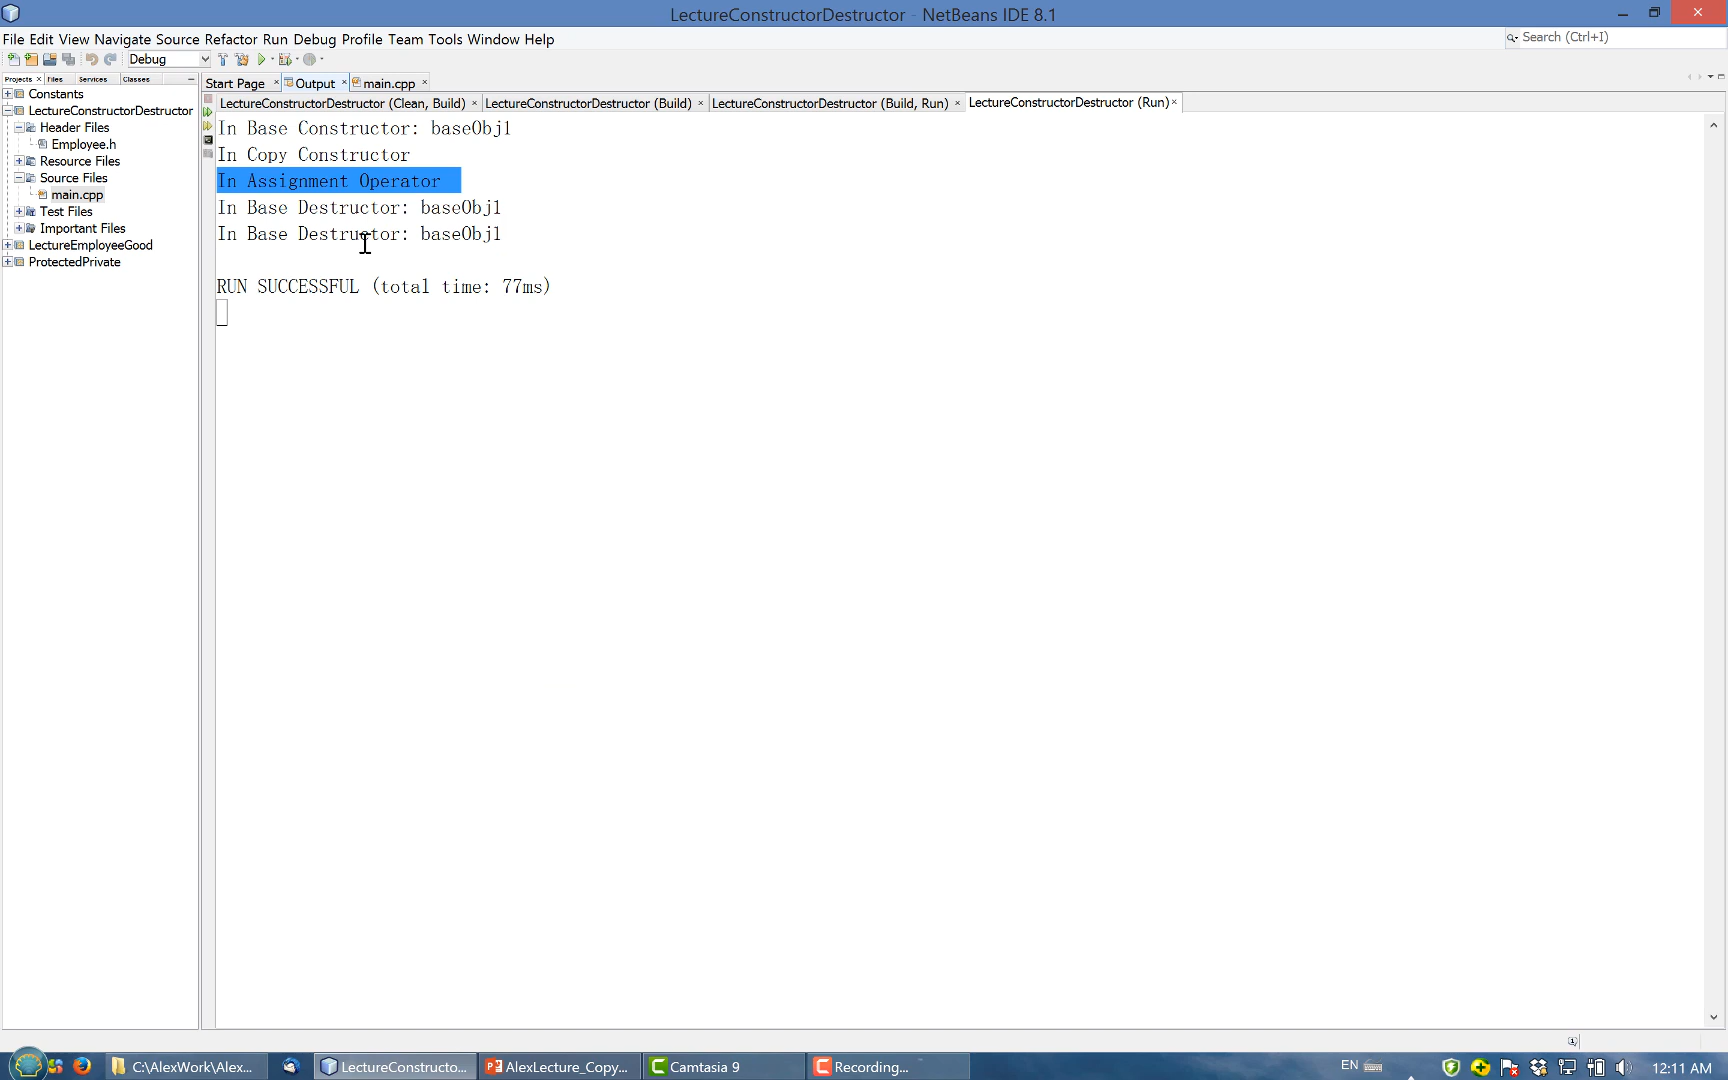 LectureConstructorDestructor - NetBeans IDE 8.1
File Edit View Navigate Source Refactor Run Debug Profile Team Tools Window Help
Search (Ctrl+I)
Debug
Projects Files Services Classes
Start Page Output main.cpp
LectureConstructorDestructor (Clean, Build) LectureConstructorDestructor (Build) LectureConstructorDestructor (Build, Run) LectureConstructorDestructor (Run)
Constants
LectureConstructorDestructor
Header Files
Employee.h
Resource Files
Source Files
main.cpp
Test Files
Important Files
LectureEmployeeGood
ProtectedPrivate
In Base Constructor: baseObj1
In Copy Constructor
In Assignment Operator
In Base Destructor: baseObj1
In Base Destructor: baseObj1
RUN SUCCESSFUL (total time: 77ms)
C:\AlexWork\Alex... LectureConstructo... AlexLecture_Copy... Camtasia 9 Recording... EN 12:11 AM